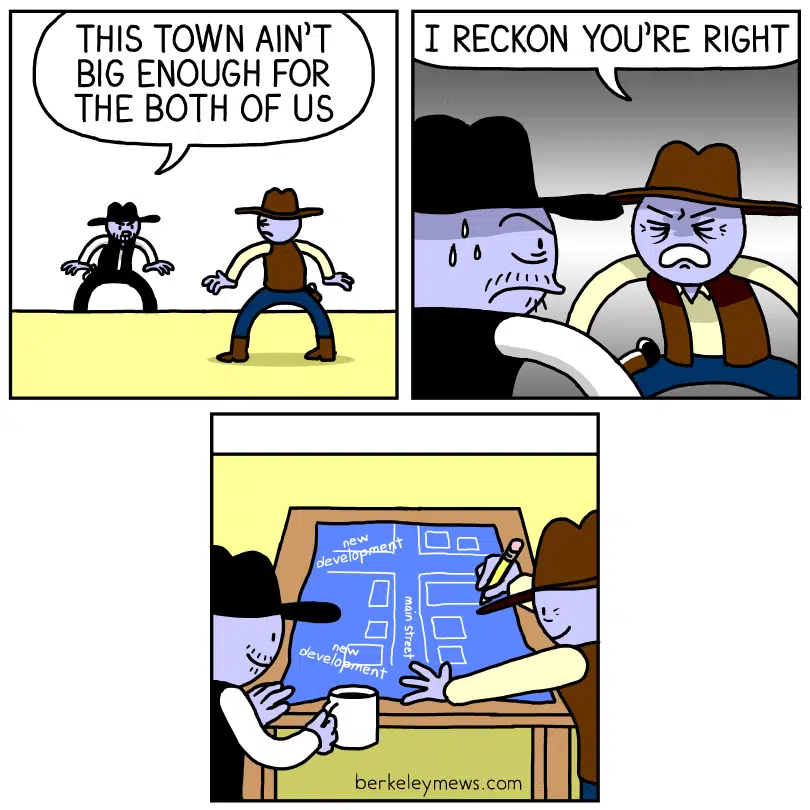 THIS TOWN AIN'T
BIG ENOUGH FOR
THE BOTH OF US
I RECKON YOU'RE RIGHT
new
development
main street
new
development
berkeleymews.com